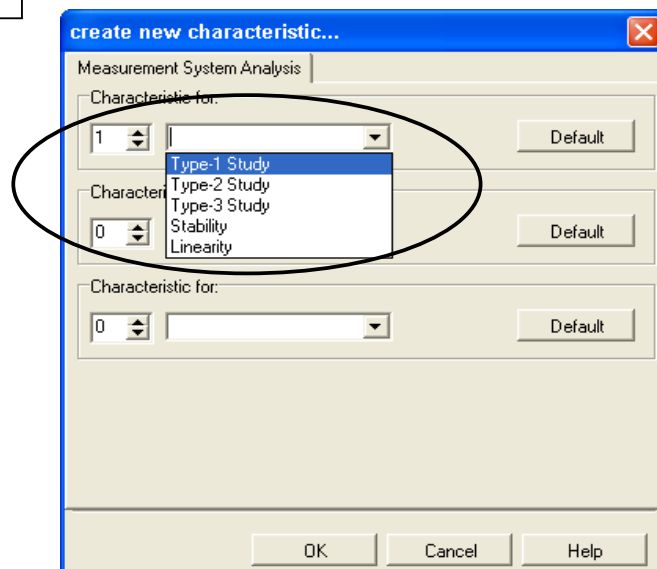 create new characteristic...
Measurement System Analysis
Characteristic for:
1
Default
Type-1 Study
Type-2 Study
Type-3 Study
Stability
Linearity
Characteri
0
Default
Characteristic for:
0
Default
OK Cancel Help